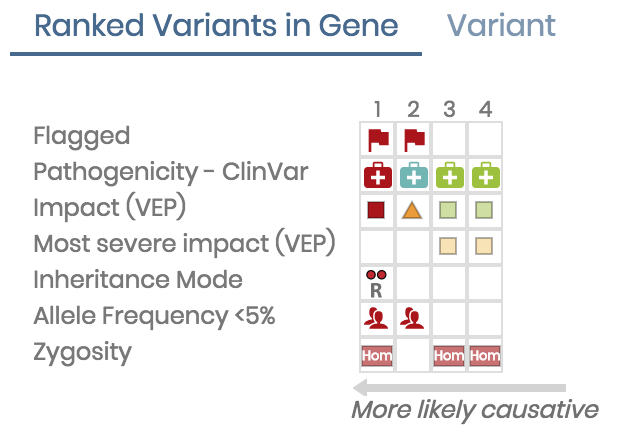 Ranked Variants in Gene Variant
1 2 3 4
Flagged
Pathogenicity - ClinVar
Impact (VEP)
Most severe impact (VEP)
Inheritance Mode
R
Allele Frequency <5%
Zygosity Hom Hom Hom
More likely causative